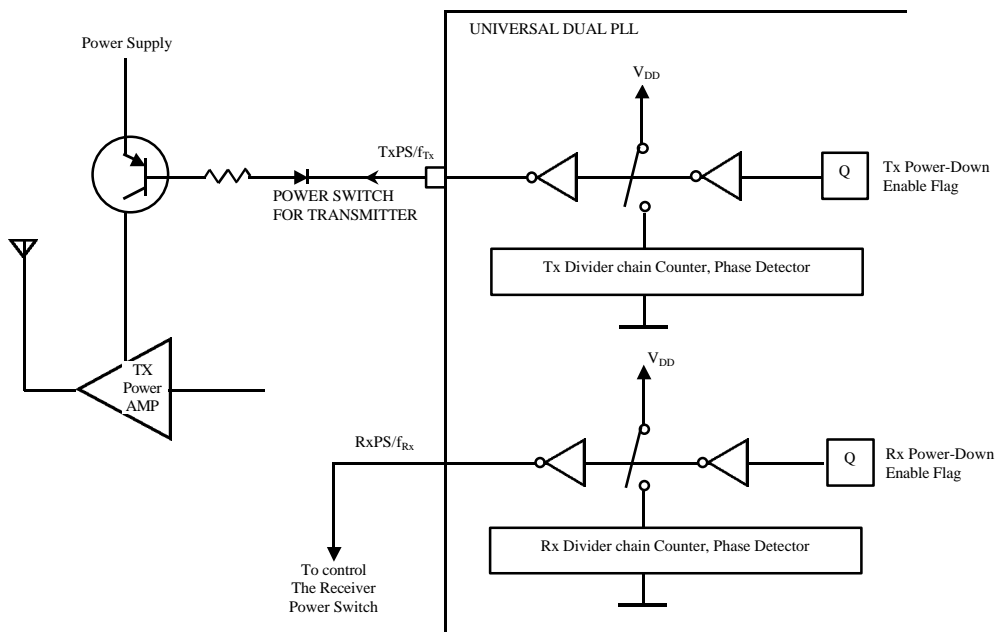 UNIVERSAL DUAL PLL
Power Supply
VDD
TxPS/fTx
POWER SWITCH
FOR TRANSMITTER
Q
Tx Power-Down
Enable Flag
Tx Divider chain Counter, Phase Detector
TX
Power
AMP
VDD
RxPS/fRx
Q
Rx Power-Down
Enable Flag
Rx Divider chain Counter, Phase Detector
To control
The Receiver
Power Switch